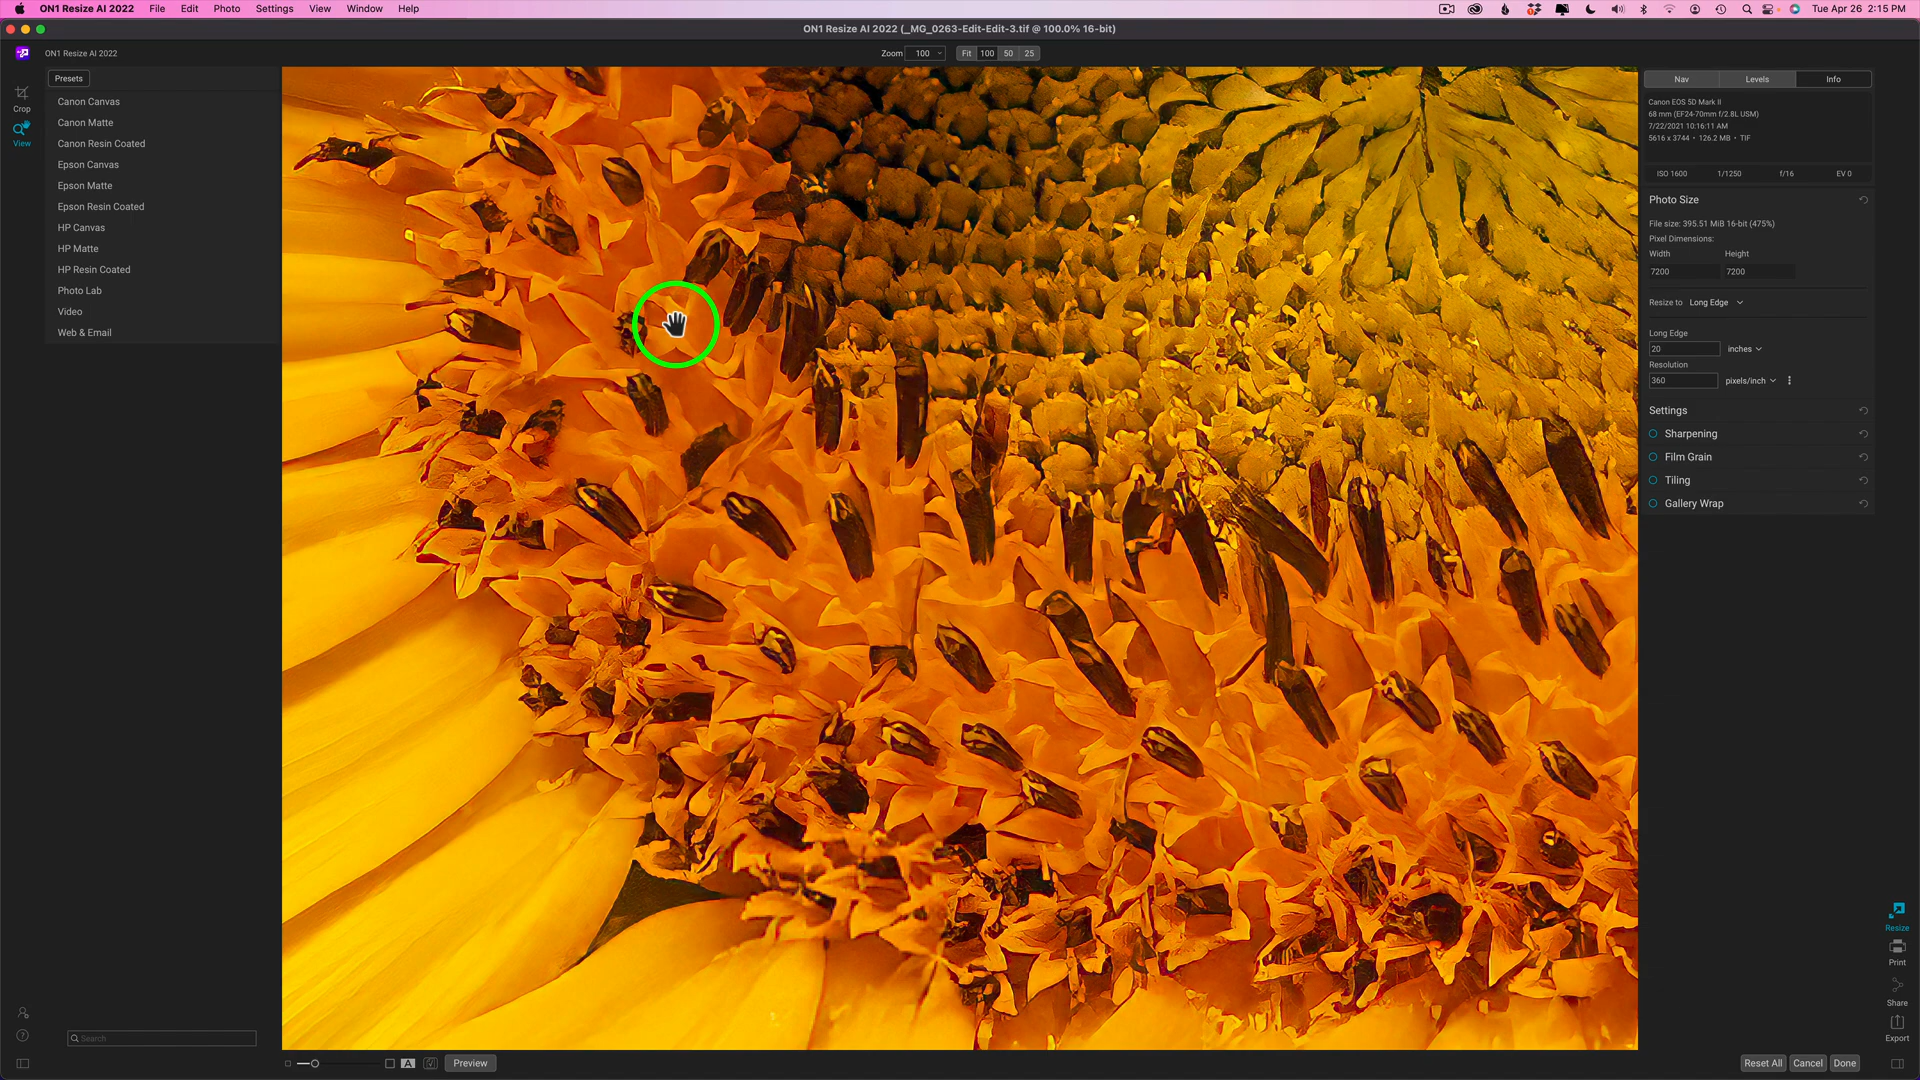 ON1 Resize AI 2022 File Edit Photo Settings View Window Help Tue Apr 26 2:15 PM
ON1 Resize AI 2022 (_MG_0263-Edit-Edit-3.tif @ 100.0% 16-bit)
ON1 Resize AI 2022
Zoom 100 Fit 100 50 25
Presets
Crop
View
Canon Canvas
Canon Matte
Canon Resin Coated
Epson Canvas
Epson Matte
Epson Resin Coated
HP Canvas
HP Matte
HP Resin Coated
Photo Lab
Video
Web & Email
Search
A Preview
Nav Levels Info
Canon EOS 5D Mark II
68 mm (EF24-70mm f/2.8L USM)
7/22/2021 10:16:11 AM
5616 x 3744 • 126.2 MB • TIF
ISO 1600 1/1250 f/16 EV 0
Photo Size
File size: 395.51 MiB 16-bit (475%)
Pixel Dimensions:
Width Height
7200 7200
Resize to Long Edge
Long Edge
20 inches
Resolution
360 pixels/inch
Settings
Sharpening
Film Grain
Tiling
Gallery Wrap
Resize
Print
Share
Export
Reset All Cancel Done